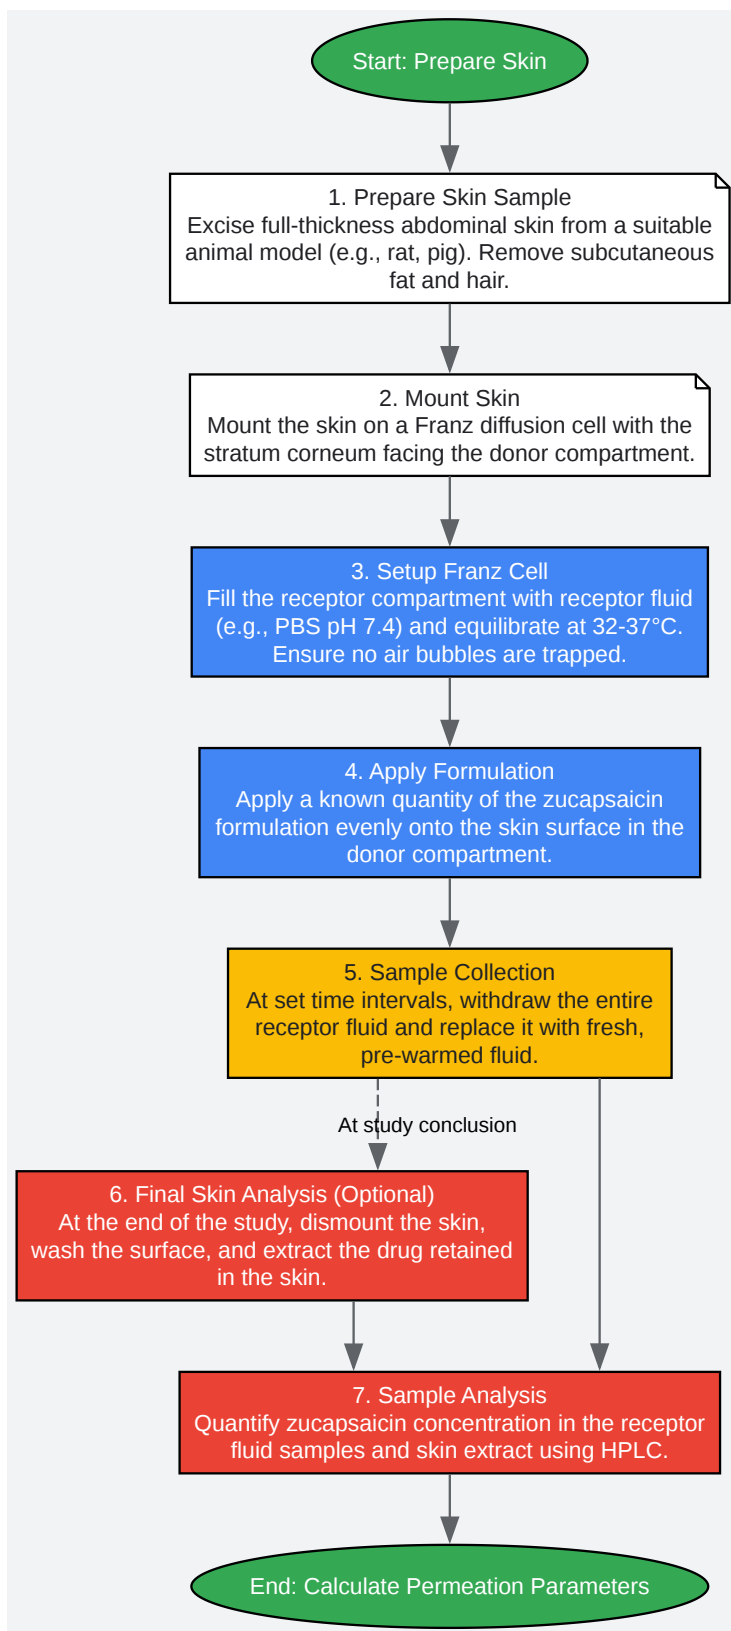 Start: Prepare Skin
1. Prepare Skin Sample
Excise full-thickness abdominal skin from a suitable
animal model (e.g., rat, pig). Remove subcutaneous
fat and hair.
2. Mount Skin
Mount the skin on a Franz diffusion cell with the
stratum corneum facing the donor compartment.
3. Setup Franz Cell
Fill the receptor compartment with receptor fluid
(e.g., PBS pH 7.4) and equilibrate at 32-37°C.
Ensure no air bubbles are trapped.
4. Apply Formulation
Apply a known quantity of the zucapsaicin
formulation evenly onto the skin surface in the
donor compartment.
5. Sample Collection
At set time intervals, withdraw the entire
receptor fluid and replace it with fresh,
pre-warmed fluid.
At study conclusion
6. Final Skin Analysis (Optional)
At the end of the study, dismount the skin,
wash the surface, and extract the drug retained
in the skin.
7. Sample Analysis
Quantify zucapsaicin concentration in the receptor
fluid samples and skin extract using HPLC.
End: Calculate Permeation Parameters